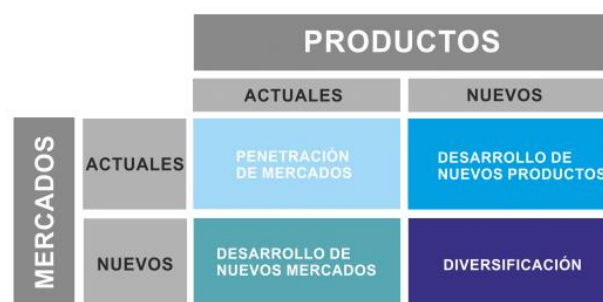 PRODUCTOS
ACTUALES
NUEVOS
MERCADOS
ACTUALES
PENETRACIÓN
DE MERCADOS
DESARROLLO DE
NUEVOS PRODUCTOS
NUEVOS
DESARROLLO DE
NUEVOS MERCADOS
DIVERSIFICACIÓN